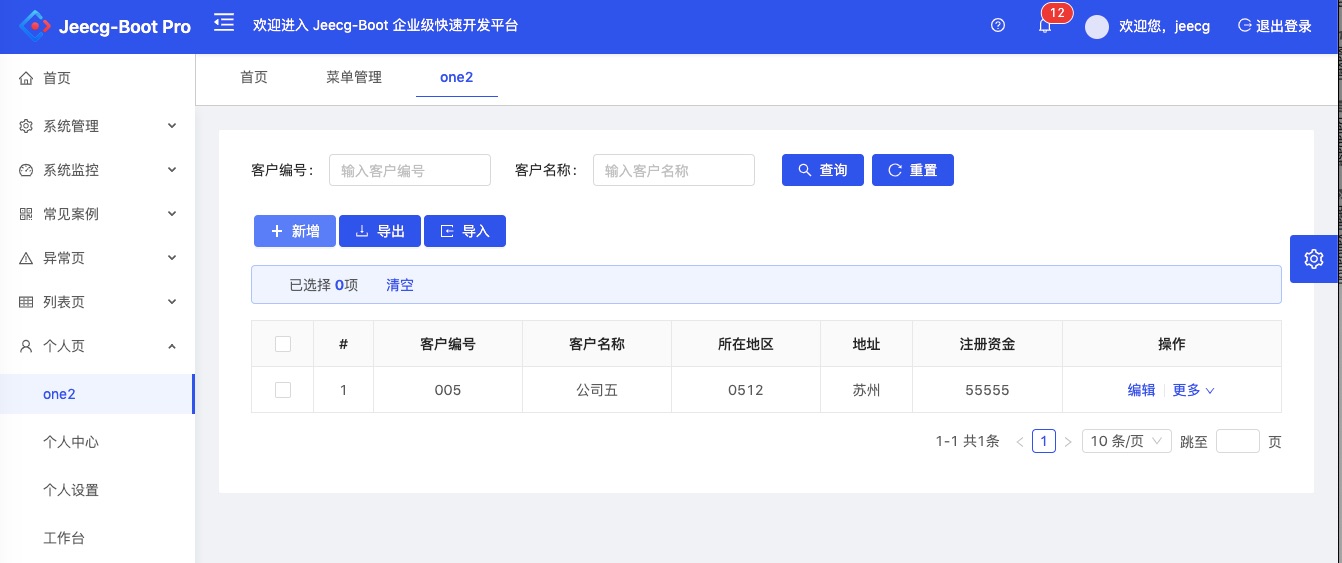 Jeecg-Boot Pro
欢迎进入 Jeecg-Boot 企业级快速开发平台
12
欢迎您，jeecg
退出登录
首页
系统管理
系统监控
常见案例
异常页
列表页
个人页
one2
个人中心
个人设置
工作台
首页 菜单管理 one2
客户编号： 输入客户编号 客户名称： 输入客户名称 查询 重置
新增 导出 导入
已选择 0项 清空
# 客户编号 客户名称 所在地区 地址 注册资金 操作
1 005 公司五 0512 苏州 55555 编辑 更多
1-1 共1条 < 1 > 10 条/页 跳至 页